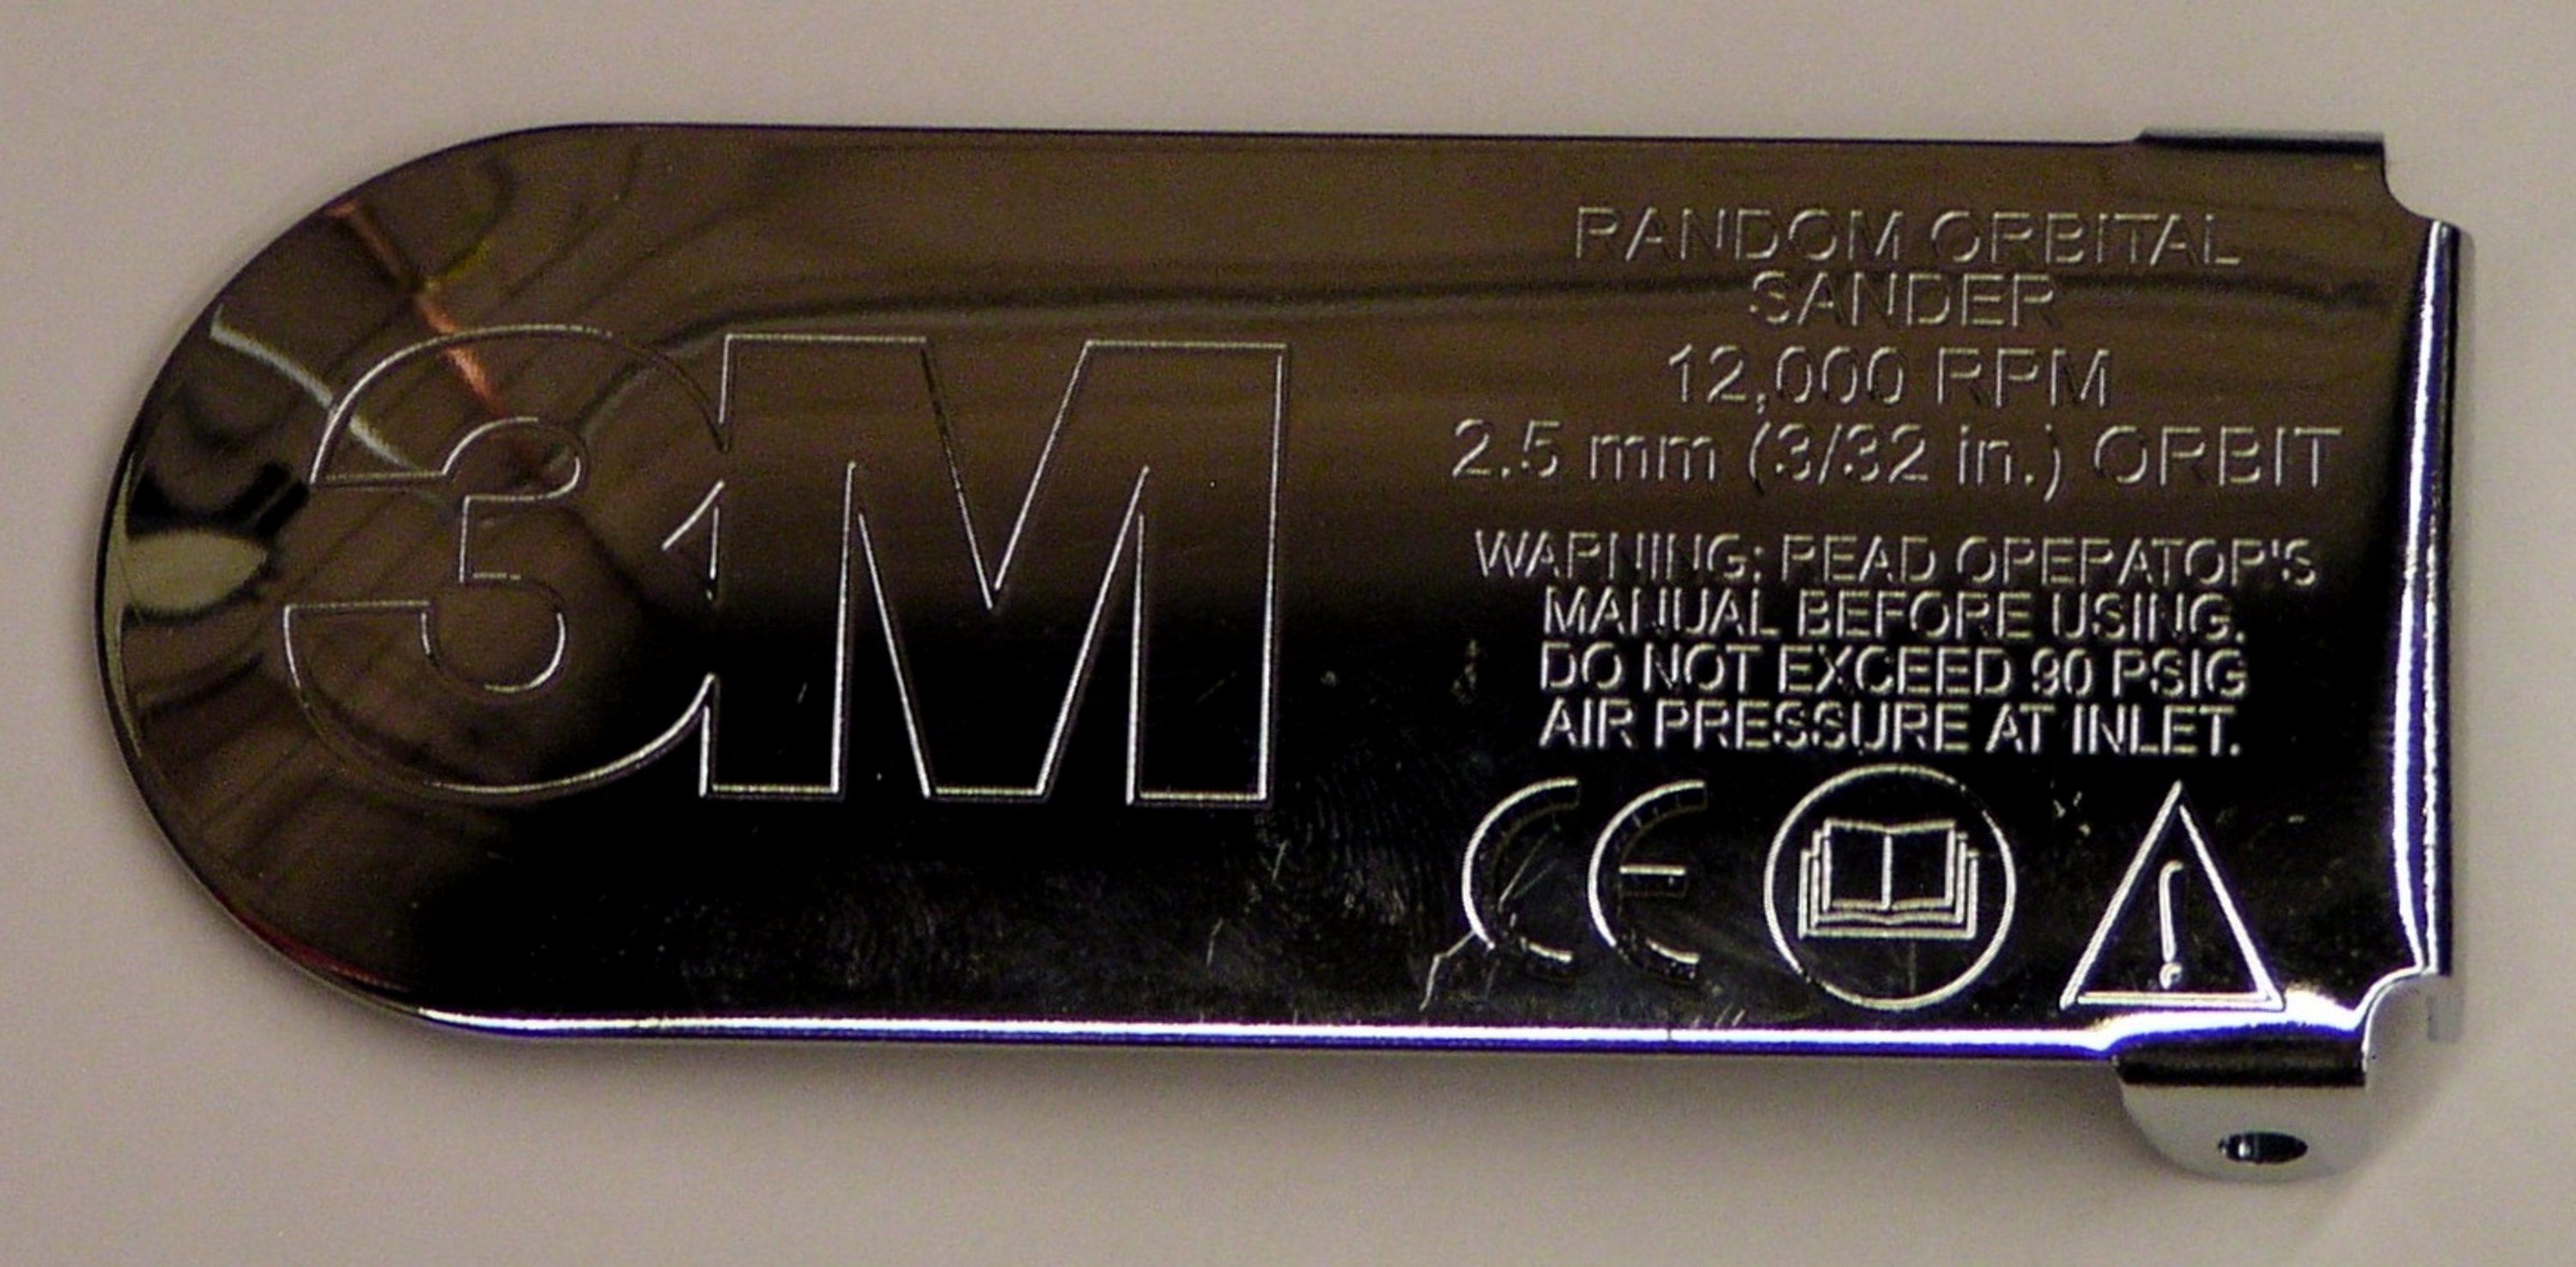 3M
RANDOM ORBITAL
SANDER
12,000 RPM
2.5 mm (3/32 in.) ORBIT
WARNING: READ OPERATOR'S
MANUAL BEFORE USING.
DO NOT EXCEED 90 PSIG
AIR PRESSURE AT INLET.
CE
!